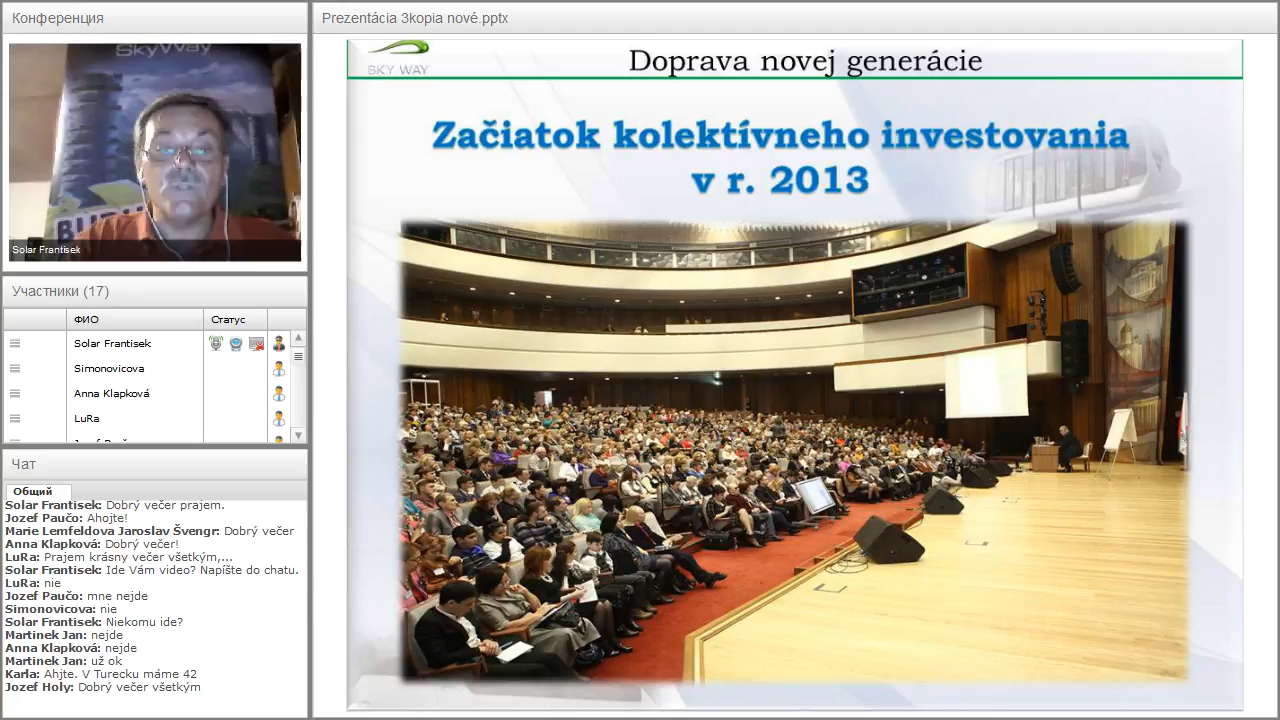 Конференция
SkyWay
Solar Frantisek
Участники (17)
ФИО
Статус
Solar Frantisek
Simonovicova
Anna Klapková
LuRa
Чат
Общий
Solar Frantisek: Dobrý večer prajem.
Jozef Paučo: Ahojte!
Marie Lemfeldova Jaroslav Švengr: Dobrý večer
Anna Klapková: Dobrý večer!
LuRa: Prajem krásny večer všetkým,...
Solar Frantisek: Ide Vám video? Napíšte do chatu.
LuRa: nie
Jozef Paučo: mne nejde
Simonovicova: nie
Solar Frantisek: Niekomu ide?
Martinek Jan: nejde
Anna Klapková: nejde
Martinek Jan: už ok
Karla: Ahjte. V Turecku máme 42
Jozef Holy: Dobrý večer všetkým
Prezentácia 3kopia nové.pptx
SKY WAY
Doprava novej generácie
Začiatok kolektívneho investovania
v r. 2013